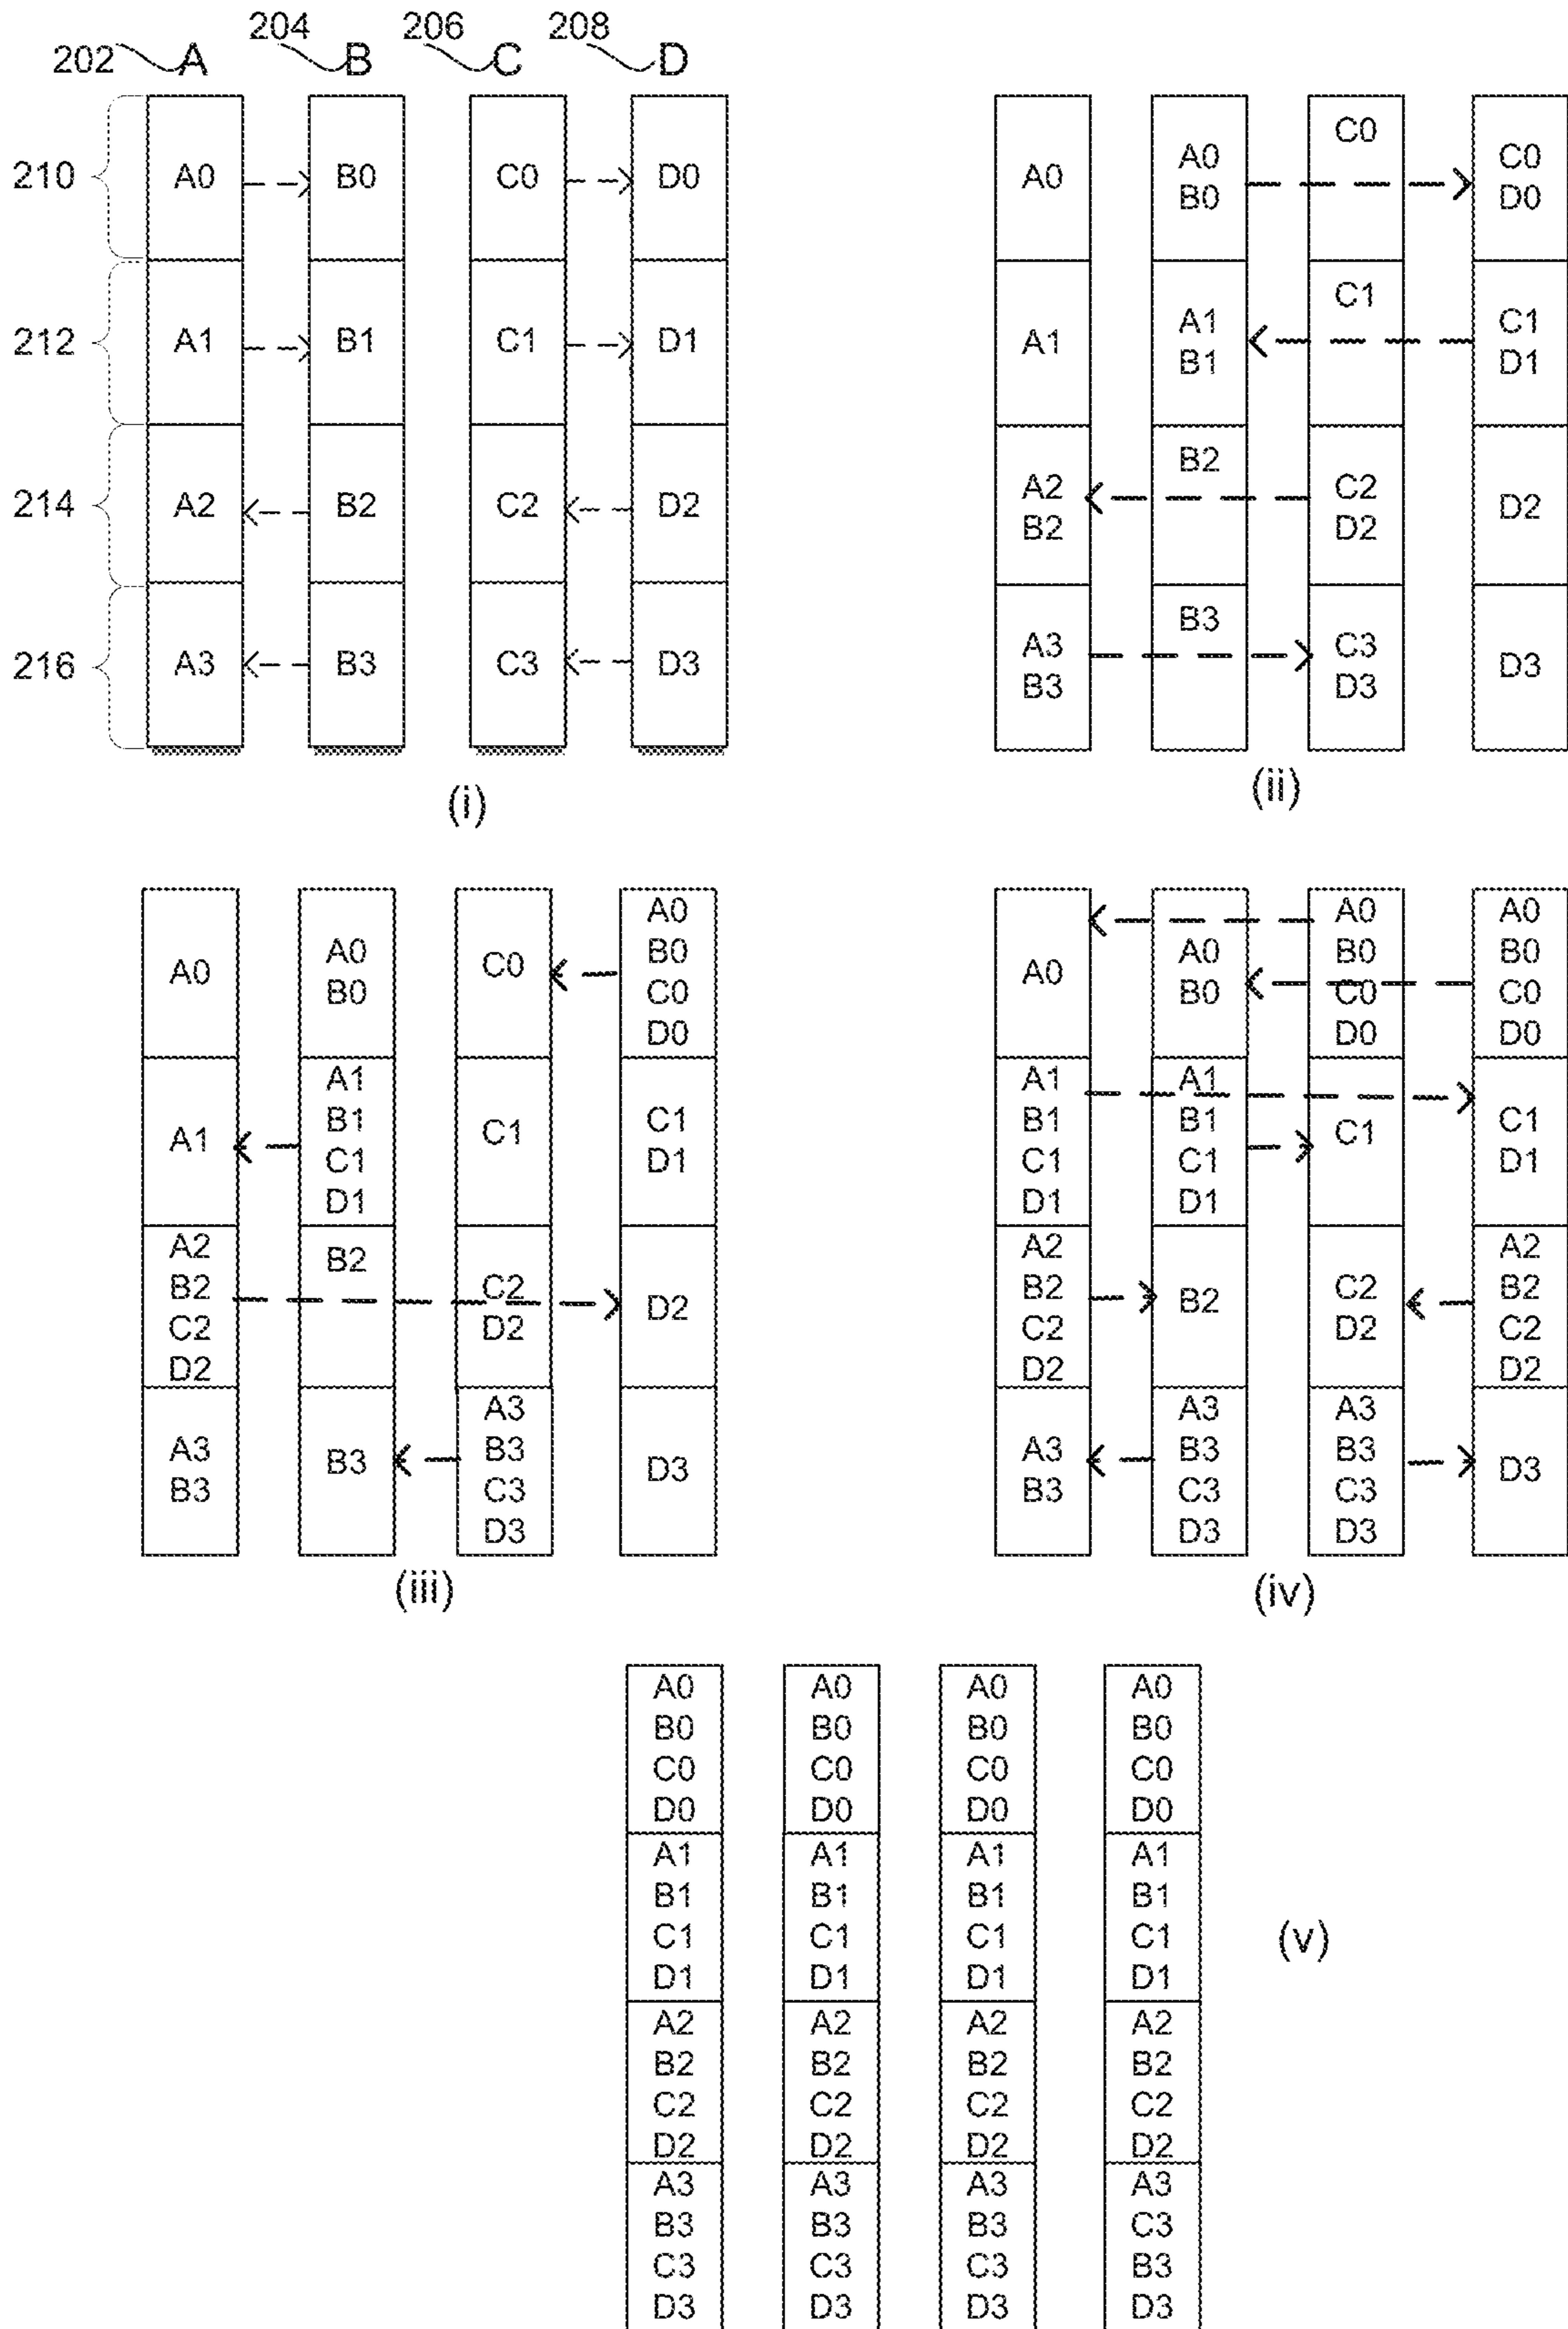 204 206 208
202 A B C D
210 A0 B0 C0 D0
212 A1 B1 C1 D1
214 A2 B2 C2 D2
216 A3 B3 C3 D3
(i)
C0
A0 A0 C0
B0 D0
B0
C1
A1 A1 C1
B1 D1
B1
B2
A2 C2
B2 D2 D2
B3
A3 C3
B3 D3 D3
(ii)
A0
A0 A0 C0 B0
B0 C0
D0
A1
A1 B1 C1 C1
C1 D1
D1
A2 B2
B2 C2 D2
C2 D2
D2
A3
A3 B3 B3 D3
B3 C3
D3
(iii)
A0 A0
A0 A0 B0 B0
B0 C0 C0
D0 D0
A1 A1
B1 B1 C1 C1
C1 C1 D1
D1 D1
A2 A2
B2 B2 C2 B2
C2 D2 C2
D2 D2
A3 A3
A3 B3 B3 D3
B3 C3 C3
D3 D3
(iv)
A0 A0 A0 A0
B0 B0 B0 B0
C0 C0 C0 C0
D0 D0 D0 D0
A1 A1 A1 A1
B1 B1 B1 B1
C1 C1 C1 C1
D1 D1 D1 D1
(v)
A2 A2 A2 A2
B2 B2 B2 B2
C2 C2 C2 C2
D2 D2 D2 D2
A3 A3 A3 A3
B3 B3 B3 C3
C3 C3 C3 B3
D3 D3 D3 D3